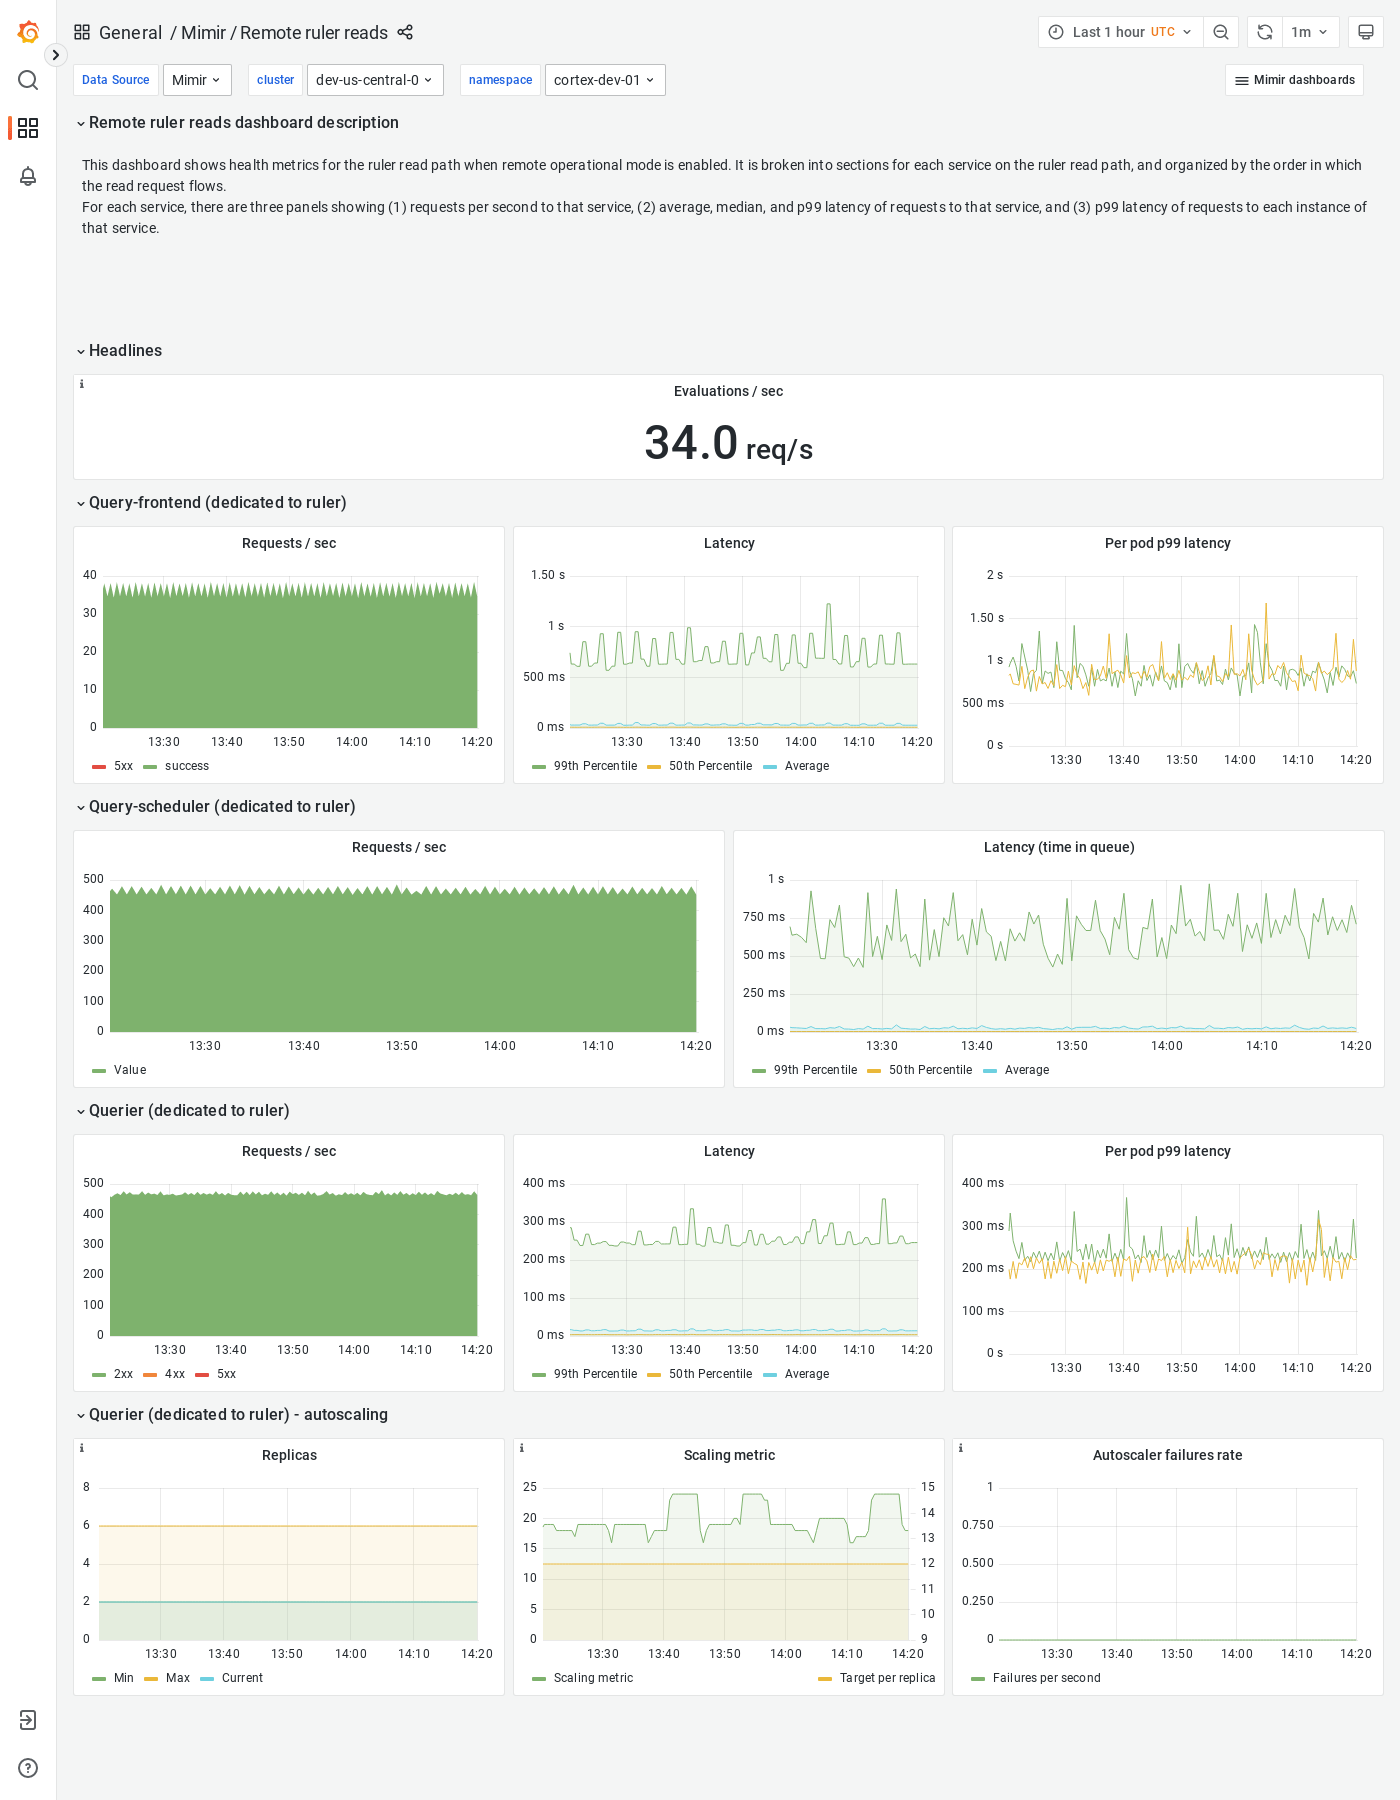 General / Mimir / Remote ruler reads
Last 1 hour UTC
1m
Data Source Mimir cluster dev-us-central-0 namespace cortex-dev-01
Mimir dashboards
Remote ruler reads dashboard description
This dashboard shows health metrics for the ruler read path when remote operational mode is enabled. It is broken into sections for each service on the ruler read path, and organized by the order in which
the read request flows.
For each service, there are three panels showing (1) requests per second to that service, (2) average, median, and p99 latency of requests to that service, and (3) p99 latency of requests to each instance of
that service.
Headlines
Evaluations / sec
34.0 req/s
Query-frontend (dedicated to ruler)
Requests / sec
40
30
20
10
0
13:30 13:40 13:50 14:00 14:10 14:20
5xx success
Latency
1.50 s
1 s
500 ms
0 ms
13:30 13:40 13:50 14:00 14:10 14:20
99th Percentile 50th Percentile Average
Per pod p99 latency
2 s
1.50 s
1 s
500 ms
0 s
13:30 13:40 13:50 14:00 14:10 14:20
Query-scheduler (dedicated to ruler)
Requests / sec
500
400
300
200
100
0
13:30 13:40 13:50 14:00 14:10 14:20
Value
Latency (time in queue)
1 s
750 ms
500 ms
250 ms
0 ms
13:30 13:40 13:50 14:00 14:10 14:20
99th Percentile 50th Percentile Average
Querier (dedicated to ruler)
Requests / sec
500
400
300
200
100
0
13:30 13:40 13:50 14:00 14:10 14:20
2xx 4xx 5xx
Latency
400 ms
300 ms
200 ms
100 ms
0 ms
13:30 13:40 13:50 14:00 14:10 14:20
99th Percentile 50th Percentile Average
Per pod p99 latency
400 ms
300 ms
200 ms
100 ms
0 s
13:30 13:40 13:50 14:00 14:10 14:20
Querier (dedicated to ruler) - autoscaling
Replicas
8
6
4
2
0
13:30 13:40 13:50 14:00 14:10 14:20
Min Max Current
Scaling metric
25 15
20 14
15 13
10 12
5 11
0 10
9
13:30 13:40 13:50 14:00 14:10 14:20
Scaling metric Target per replica
Autoscaler failures rate
1
0.750
0.500
0.250
0
13:30 13:40 13:50 14:00 14:10 14:20
Failures per second